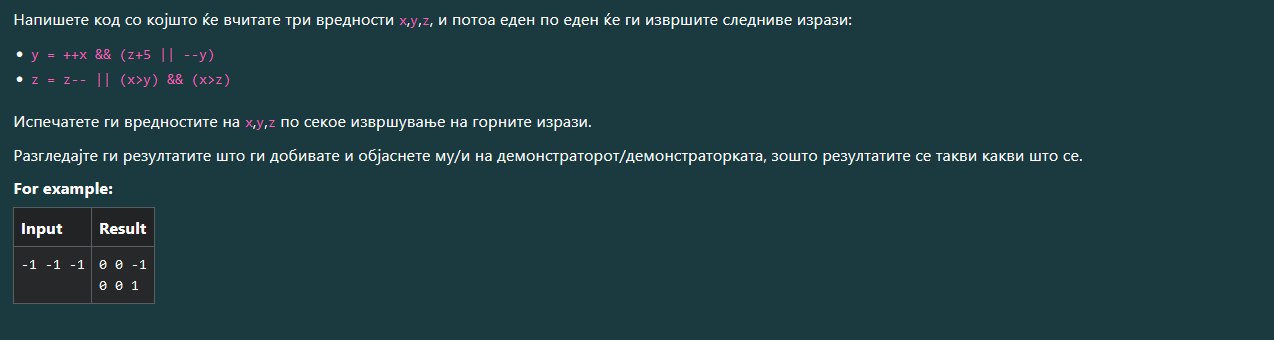 Напишете код со којшто ќе вчитате три вредности x,y,z, и потоа еден по еден ќе ги извршите следниве изрази:
• y = ++x && (z+5 || --y)
• z = z-- || (x>y) && (x>z)
Испечатете ги вредностите на x,y,z по секое извршување на горните изрази.
Разгледајте ги резултатите што ги добивате и објаснете му/и на демонстраторот/демонстраторката, зошто резултатите се такви какви што се.
For example:
Input Result
-1 -1 -1 0 0 -1
0 0 1